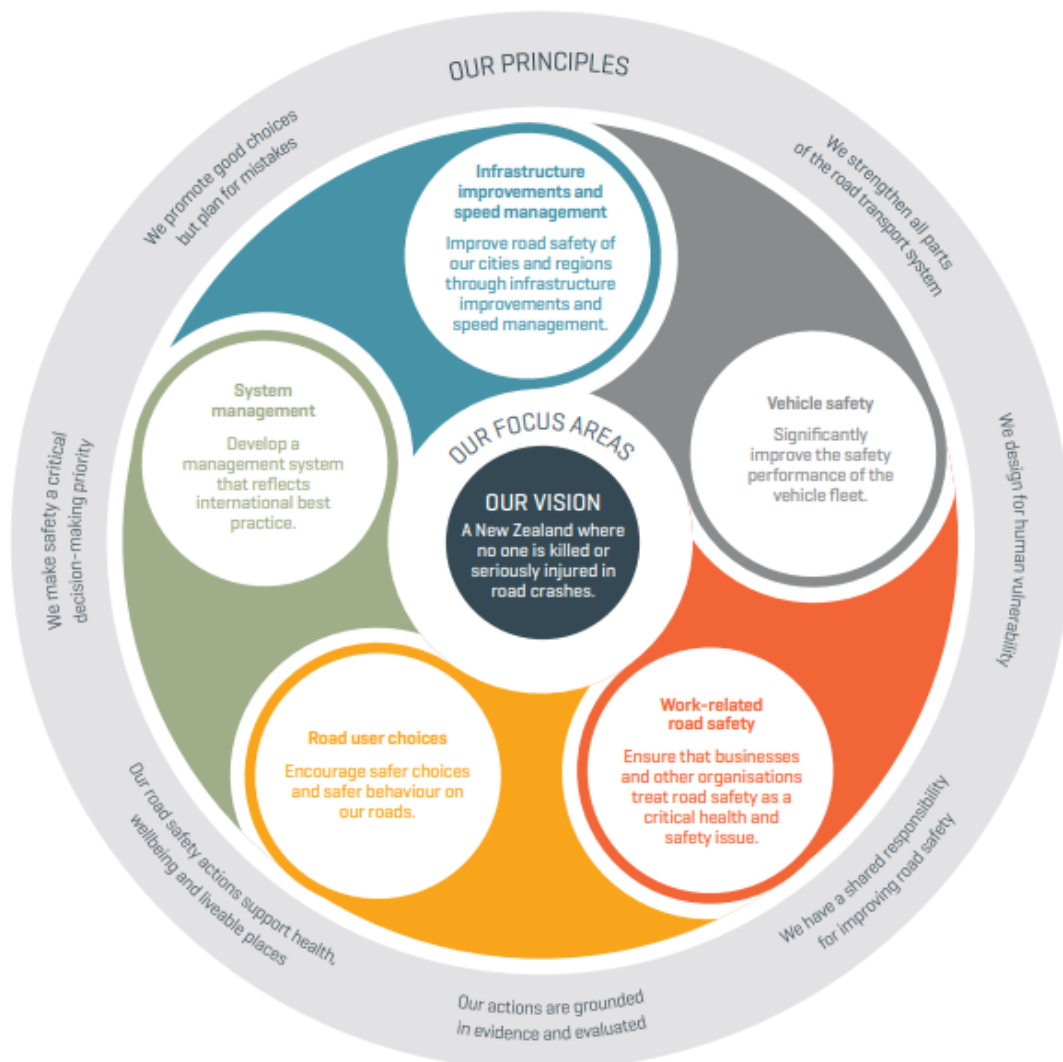 OUR PRINCIPLES
We promote good choices
but plan for mistakes
We strengthen all parts
of the road transport system
We design for human vulnerability
We have a shared responsibility
for improving road safety
Our actions are grounded
in evidence and evaluated
Our road safety actions support health,
wellbeing and liveable places
We make safety a critical
decision-making priority
Infrastructure
improvements and
speed management
Improve road safety of
our cities and regions
through infrastructure
improvements and
speed management.
Vehicle safety
Significantly
improve the safety
performance of the
vehicle fleet.
Work-related
road safety
Ensure that businesses
and other organisations
treat road safety as a
critical health and
safety issue.
Road user choices
Encourage safer choices
and safer behaviour on
our roads.
System
management
Develop a
management system
that reflects
international best
practice.
OUR FOCUS AREAS
OUR VISION
A New Zealand where
no one is killed or
seriously injured in
road crashes.